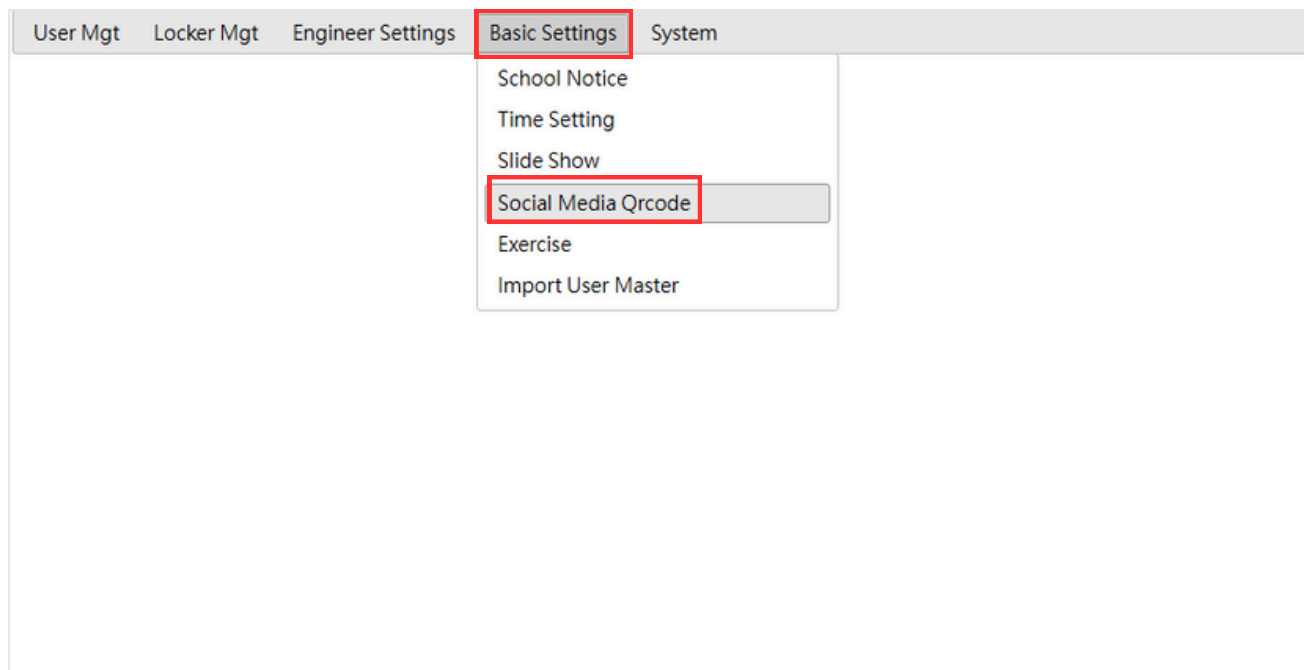 User Mgt Locker Mgt Engineer Settings Basic Settings System
School Notice
Time Setting
Slide Show
Social Media Qrcode
Exercise
Import User Master